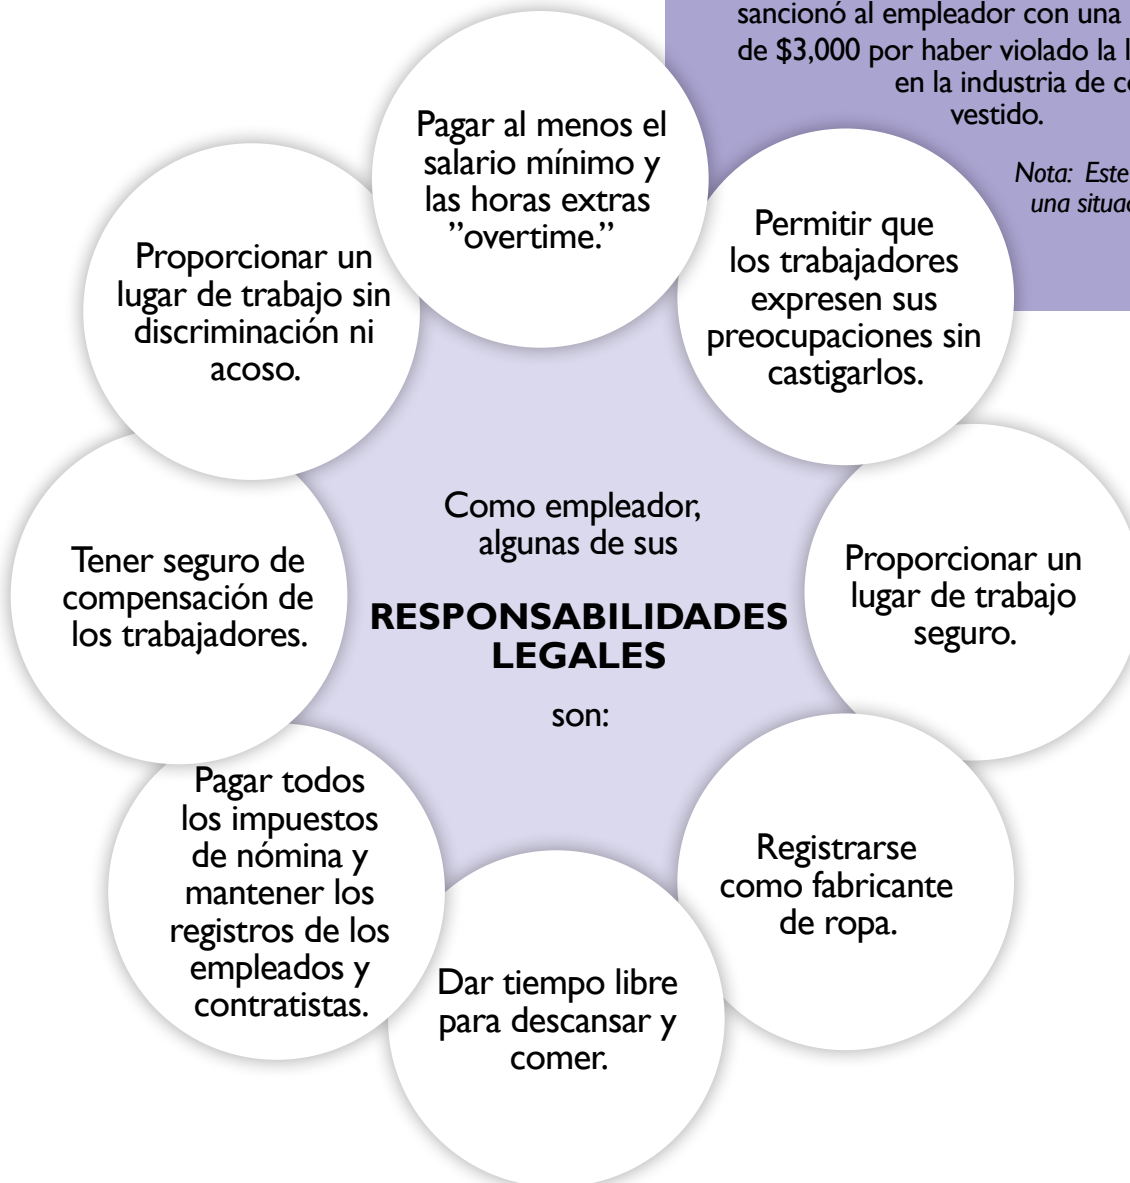 sancionó al empleador con una
de $3,000 por haber violado la
en la industria de
vestido.
Nota: Este
una
Pagar al menos el
salario mínimo y
las horas extras
”overtime.”
Permitir que
los trabajadores
expresen sus
preocupaciones sin
castigarlos.
Proporcionar un
lugar de trabajo
seguro.
Registrarse
como fabricante
de ropa.
Dar tiempo libre
para descansar y
comer.
Pagar todos
los impuestos
de nómina y
mantener los
registros de los
empleados y
contratistas.
Tener seguro de
compensación de
los trabajadores.
Proporcionar un
lugar de trabajo sin
discriminación ni
acoso.
Como empleador,
algunas de sus
RESPONSABILIDADES
LEGALES
son: